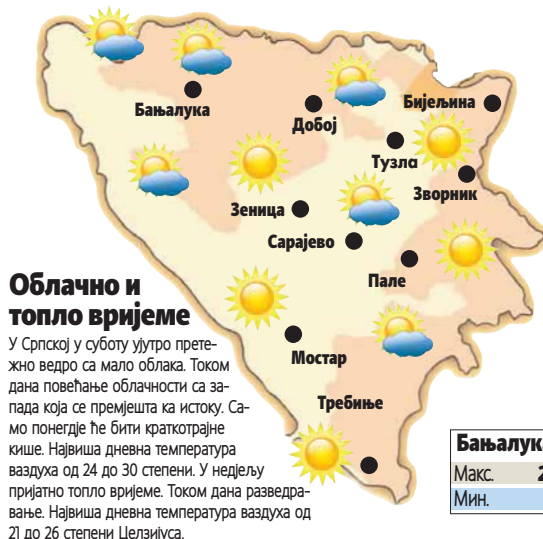 Бањалука
Добој
Бијељина
Тузла
Зворник
Зеница
Сарајево
Пале
Мостар
Требиње
Облачно и
топло вријеме
У Српској у суботу ујутро прете-
жно ведро са мало облака. Током
дана повећање облачности са за-
пада која се премјешта ка истоку. Са-
мо понегдје ће бити краткотрајне
кише. Највиша дневна температура
ваздуха од 24 до 30 степени. У недјељу
пријатно топло вријеме. Током дана разведра-
вање. Највиша дневна температура ваздуха од
21 до 26 степени Целзијуса.
Бањалука
Макс. 2
Мин.